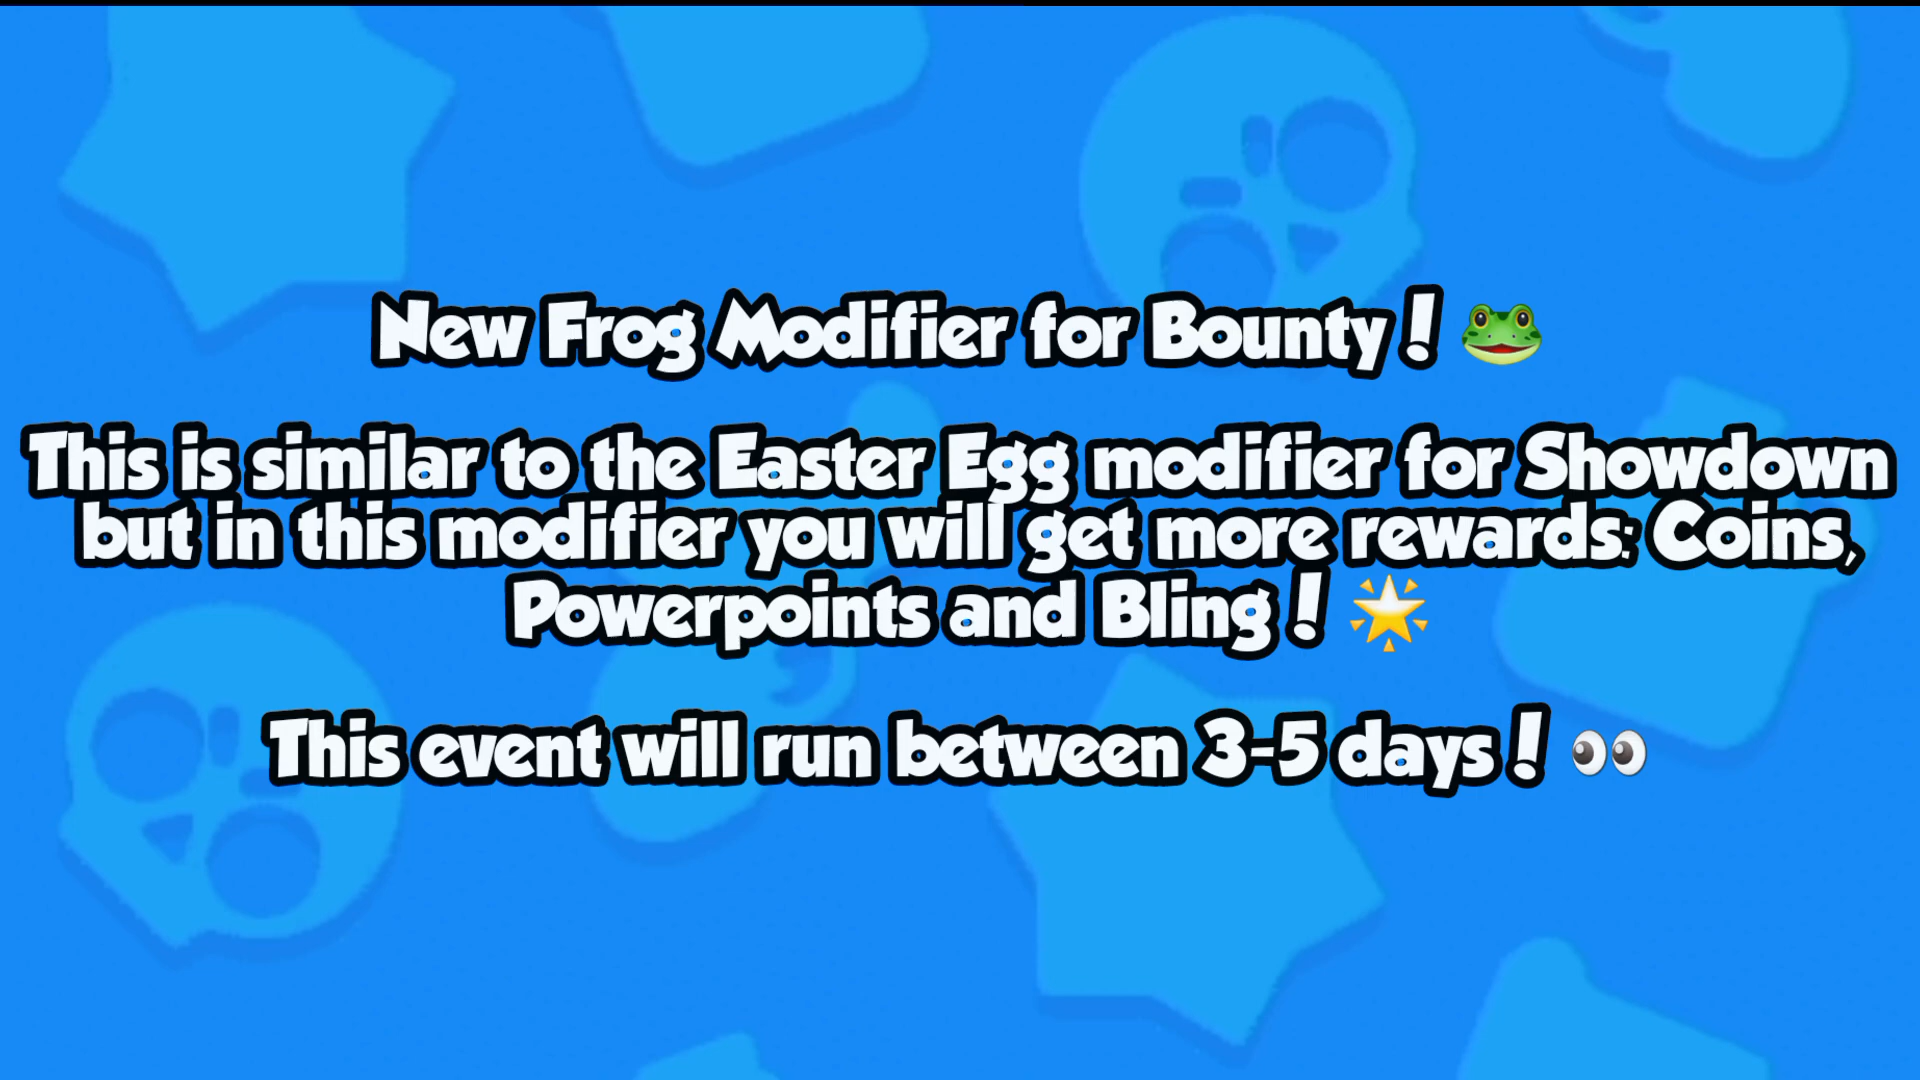 New Frog Modifier for Bounty! 🐸
This is similar to the Easter Egg modifier for Showdown
but in this modifier you will get more rewards: Coins,
Powerpoints and Bling! 🌟
This event will run between 3-5 days! 👀